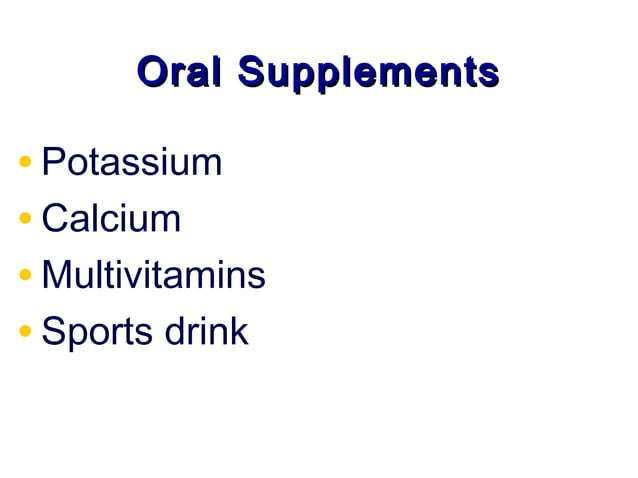 Oral Supplements
• Potassium
• Calcium
• Multivitamins
• Sports drink